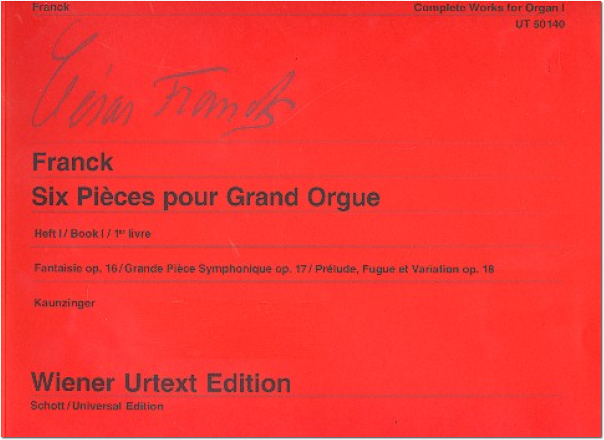 Franck
Complete Works for Organ I
UT 50140
César Franck
Franck
Six Pièces pour Grand Orgue
Heft I / Book I / 1er livre
Fantaisie op. 16 / Grande Pièce Symphonique op. 17 / Prélude, Fugue et Variation op. 18
Kaunzinger
Wiener Urtext Edition
Schott / Universal Edition